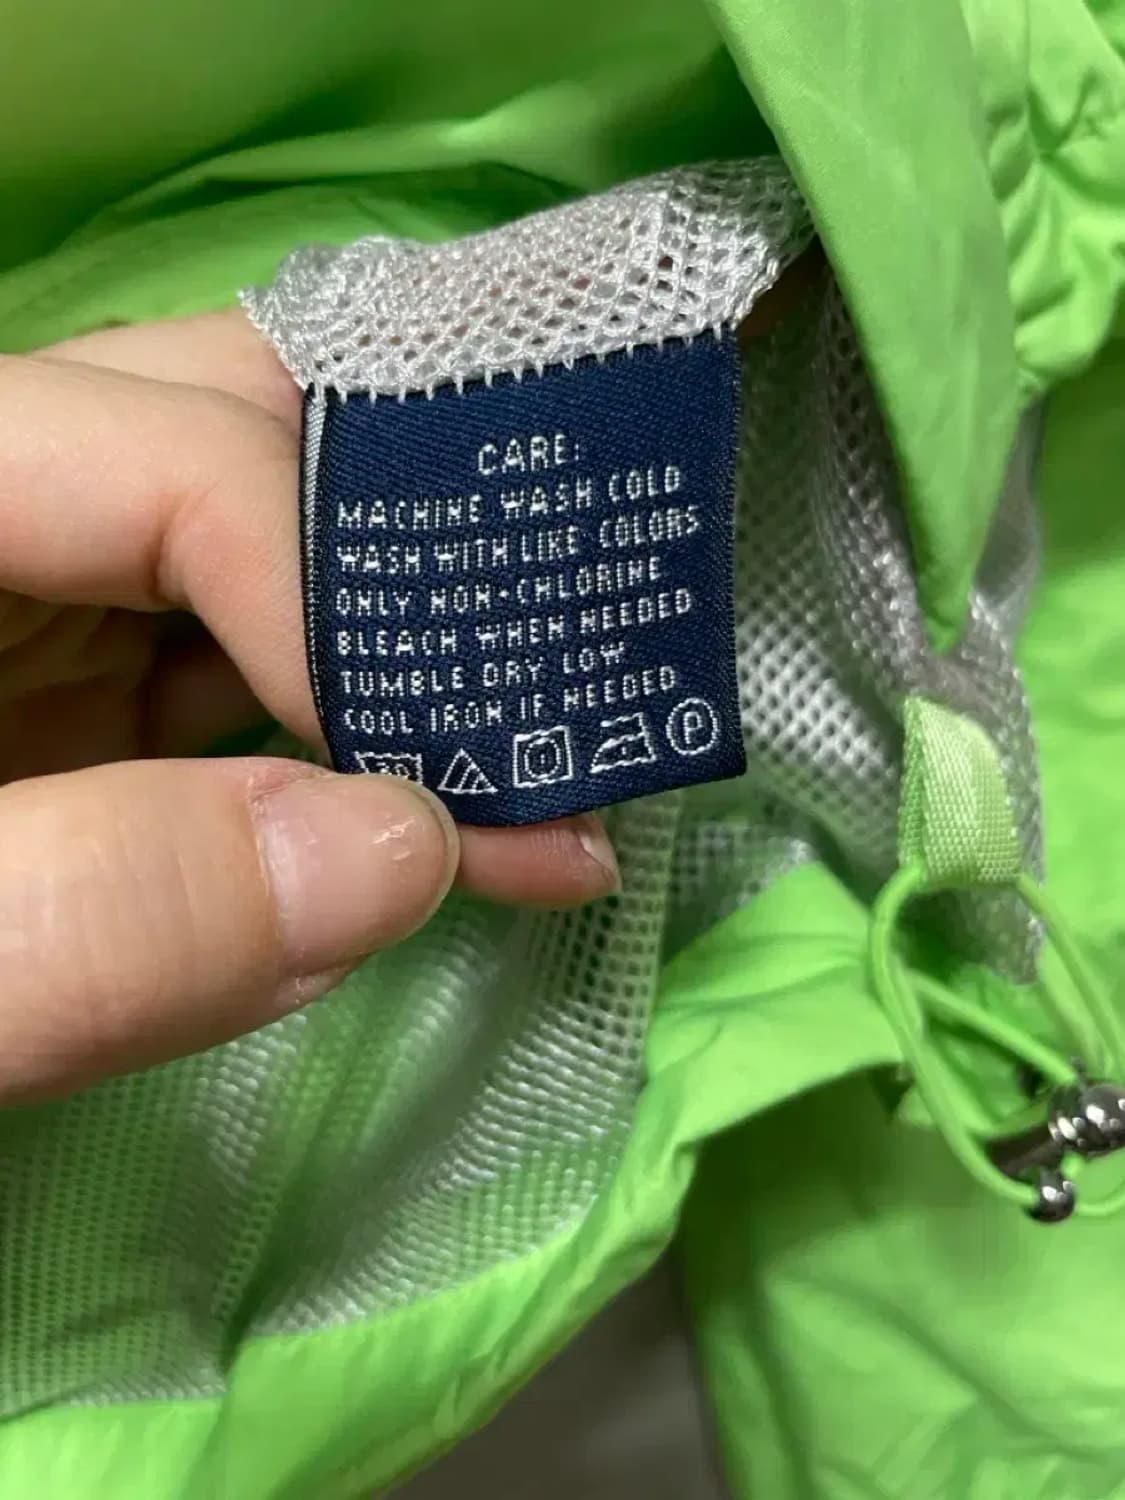 CARE:
MACHINE WASH COLD
WASH WITH LIKE COLORS
ONLY NON-CHLORINE
BLEACH WHEN NEEDED
TUMBLE DRY LOW
COOL IRON IF NEEDED
P